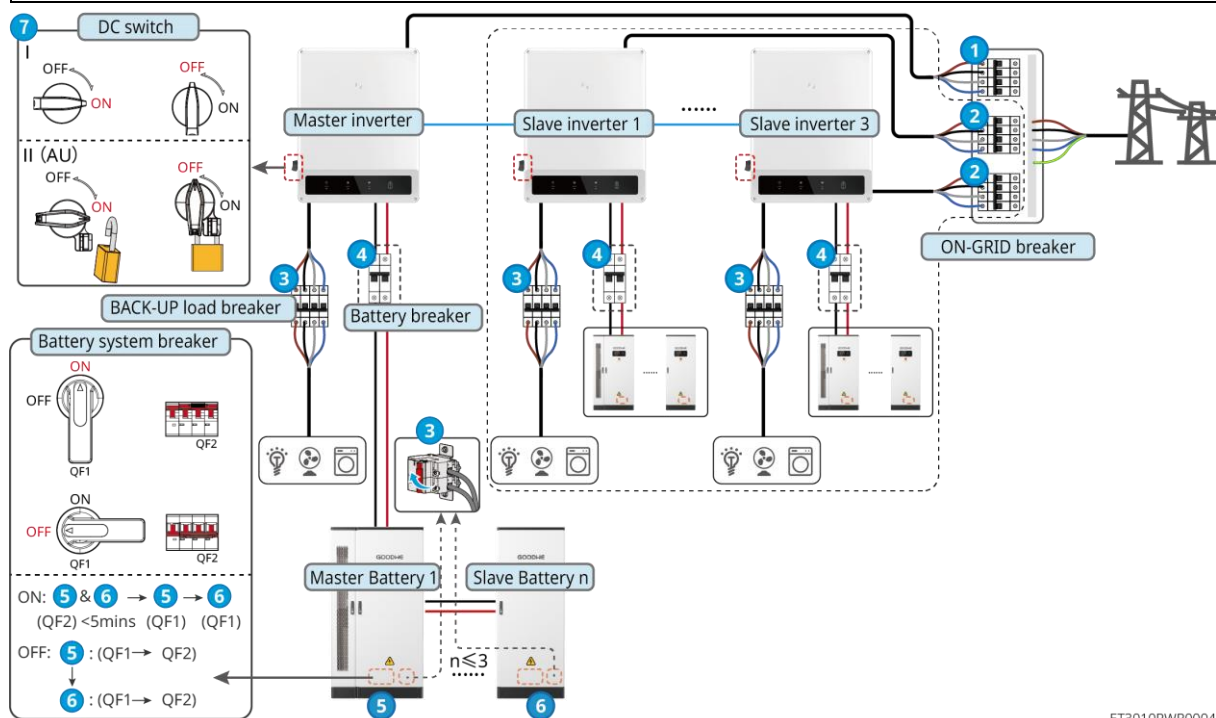 7
DC switch
I
OFF
ON
OFF
ON
II (AU)
OFF
ON
OFF
ON
Master inverter
Slave inverter 1
......
Slave inverter 3
1
2
2
ON-GRID breaker
3
4
3
4
3
4
BACK-UP load breaker
Battery breaker
GOODWE
......
GOODWE
......
Battery system breaker
ON
OFF
QF1
QF2
ON
OFF
QF1
QF2
ON: 5 & 6 → 5 → 6
(QF2) <5mins (QF1) (QF1)
OFF: 5 : (QF1→ QF2)
6 : (QF1→ QF2)
3
GOODWE
GOODWE
Master Battery 1
Slave Battery n
n≤3
......
5
6